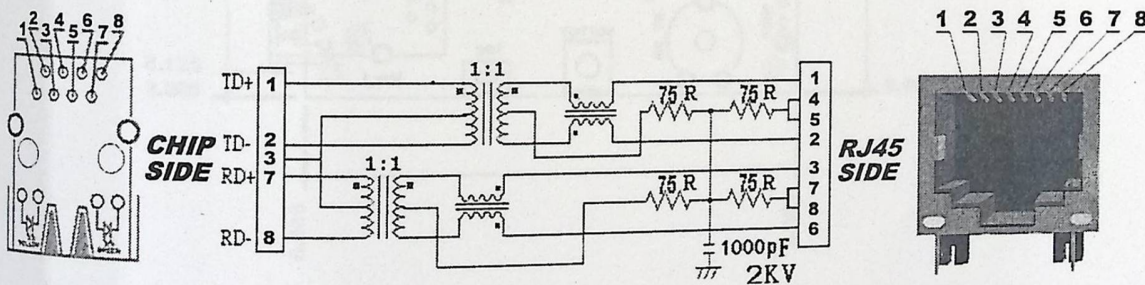 1 2 3 4 5 6 7 8
TD+ 1
TD- 2
3
RD+ 7
RD- 8
CHIP
SIDE
1:1
1:1
75 R 75 R
75 R 75 R
1000pF
2KV
1
4
5
2
3
7
8
6
RJ45
SIDE
1 2 3 4 5 6 7 8